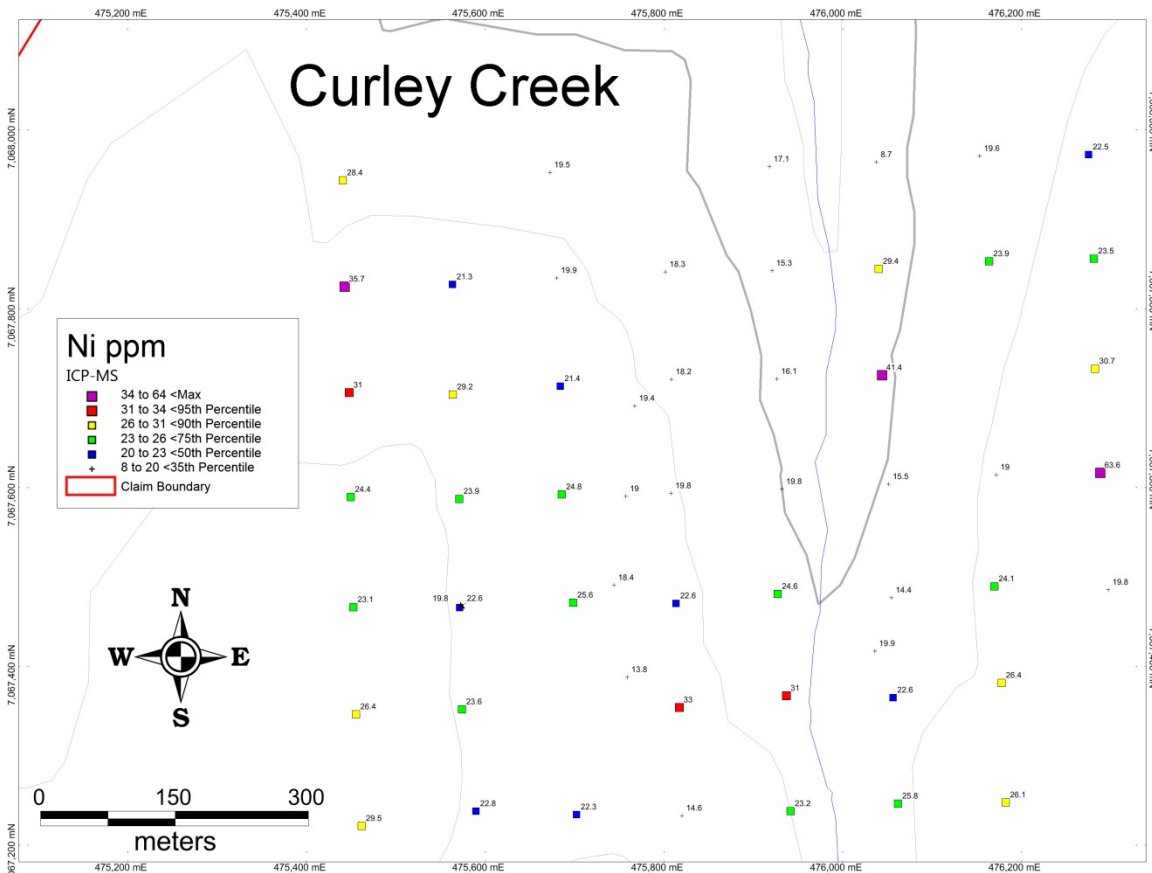 475,200 mE 475,400 mE 475,600 mE 475,800 mE 476,000 mE 476,200 mE
Curley Creek
7,068,000 mN
17.1 8.7 19.6 22.5
28.4 19.5
35.7 21.3 19.9 18.3 15.3 29.4 23.9 23.5
7,067,800 mN
Ni ppm
ICP-MS
34 to 64 <Max
31 to 34 <95th Percentile
26 to 31 <90th Percentile
23 to 26 <75th Percentile
20 to 23 <50th Percentile
8 to 20 <35th Percentile
Claim Boundary
31 29.2 21.4 18.2 16.1 41.4 30.7
19.4
7,067,600 mN
24.4 23.9 24.8 19 19.8 19.8 15.5 19 63.6
18.4 24.6 14.4 24.1 19.8
23.1 19.8 22.6 25.6 22.6
N
W E
S
19.9
7,067,400 mN
13.8 26.4
26.4 23.6 33 31 22.6
0 150 300
meters
29.5 22.8 22.3 14.6 23.2 25.8 26.1
067,200 mN
475,200 mE 475,400 mE 475,600 mE 475,800 mE 476,000 mE 476,200 mE